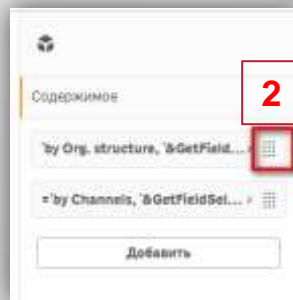 Содержимое
2
'by Org. structure, '&GetField...
='by Channels, '&GetFieldSel...
Добавить